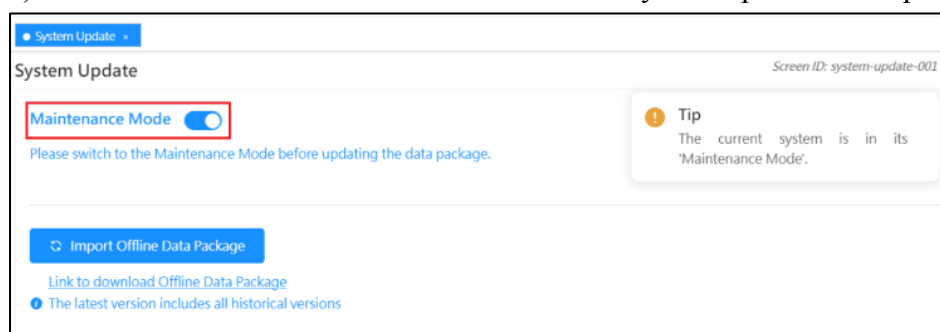 System Update ×
System Update
Screen ID: system-update-001
Maintenance Mode
Please switch to the Maintenance Mode before updating the data package.
Tip
The current system is in its
'Maintenance Mode'.
Import Offline Data Package
Link to download Offline Data Package
The latest version includes all historical versions